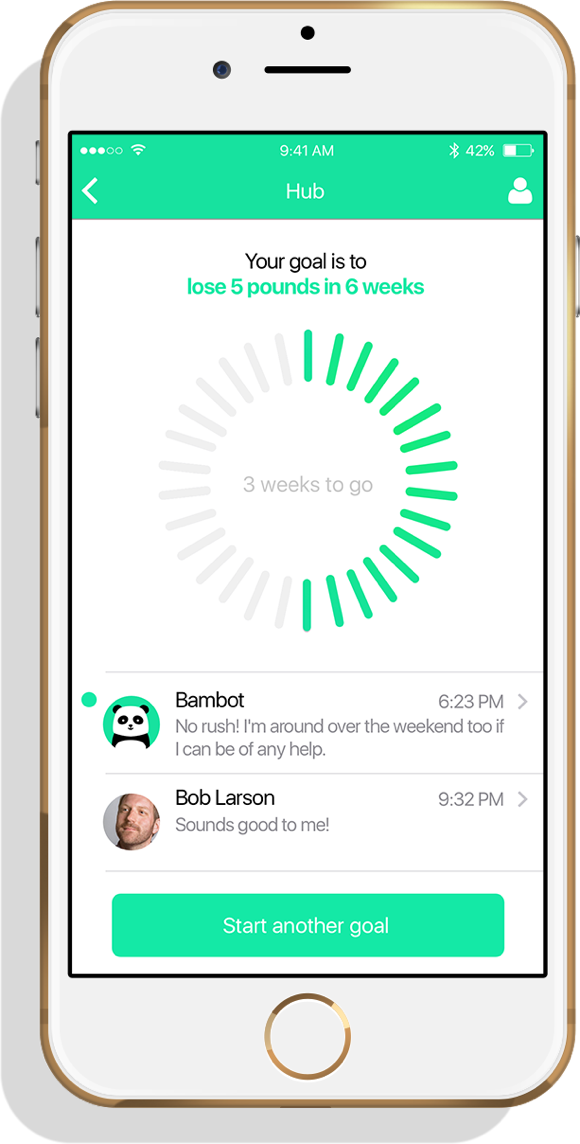 9:41 AM
42%
Hub
Your goal is to
lose 5 pounds in 6 weeks
3 weeks to go
Bambot
6:23 PM
No rush! I'm around over the weekend too if
I can be of any help.
Bob Larson
9:32 PM
Sounds good to me!
Start another goal